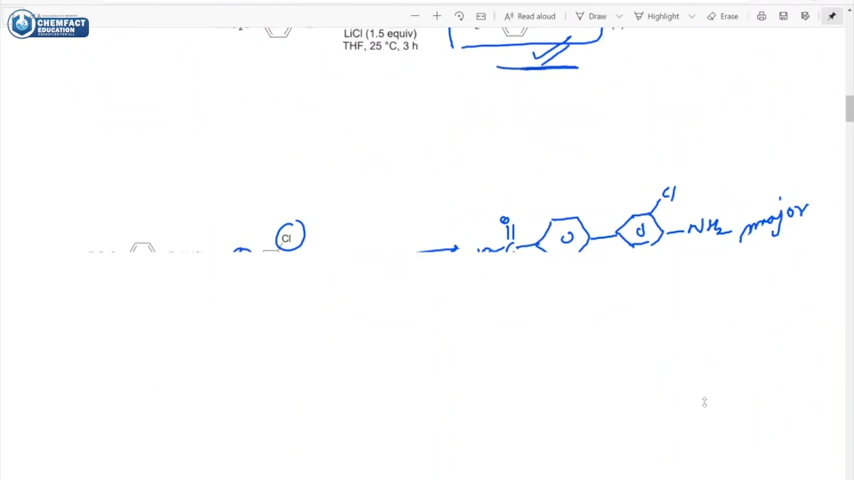 CHEMFACT
EDUCATION
Read aloud Draw Highlight Erase
LiCl (1.5 equiv)
THF, 25 °C, 3 h
Cl
NH2 major
Cl